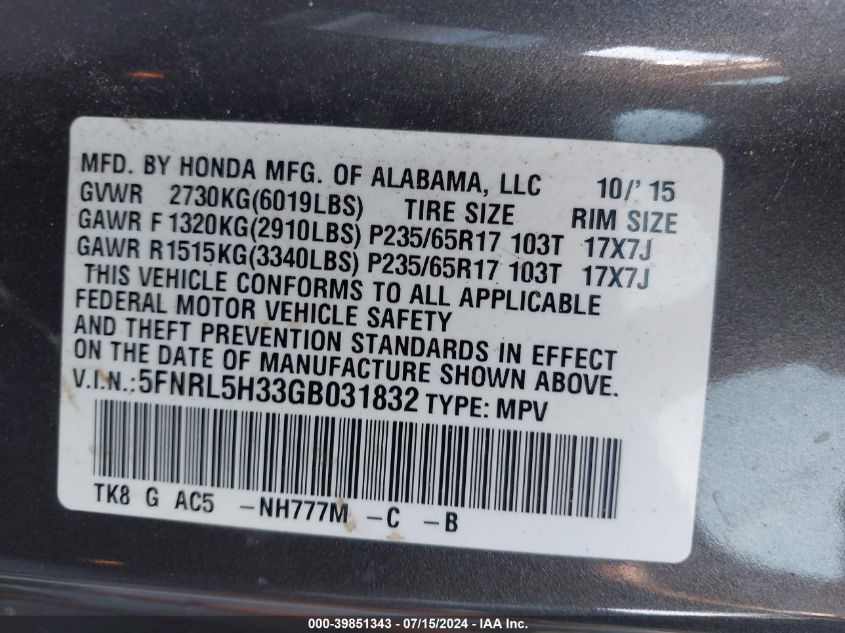 MFD. BY HONDA MFG. OF ALABAMA, LLC 10/' 15
GVWR 2730KG(6019LBS) TIRE SIZE RIM SIZE
GAWR F 1320KG(2910LBS) P235/65R17 103T 17X7J
GAWR R1515KG(3340LBS) P235/65R17 103T 17X7J
THIS VEHICLE CONFORMS TO ALL APPLICABLE
FEDERAL MOTOR VEHICLE SAFETY
AND THEFT PREVENTION STANDARDS IN EFFECT
ON THE DATE OF MANUFACTURE SHOWN ABOVE.
V.I.N.:5FNRL5H33GB031832 TYPE: MPV
TK8 G AC5 -NH777M -C -B
000-39851343 - 07/15/2024 - IAA Inc.